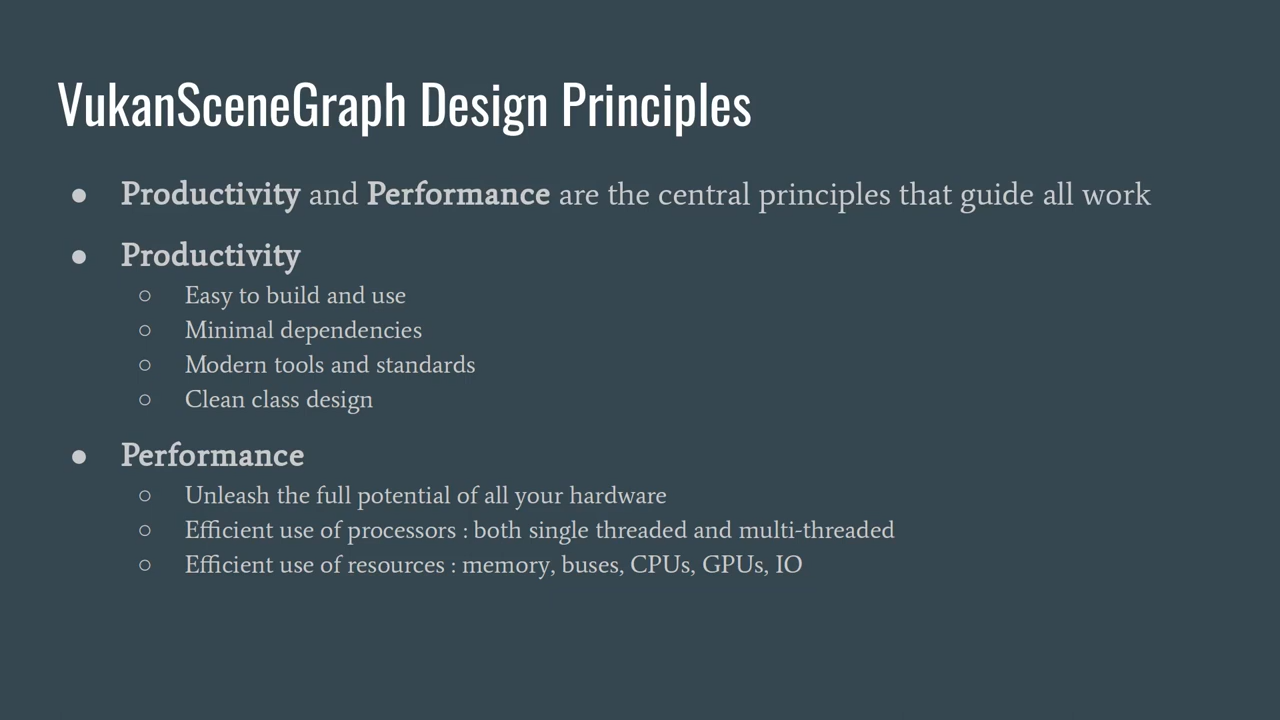 VukanSceneGraph Design Principles
● Productivity and Performance are the central principles that guide all work
● Productivity
○ Easy to build and use
○ Minimal dependencies
○ Modern tools and standards
○ Clean class design
● Performance
○ Unleash the full potential of all your hardware
○ Efficient use of processors : both single threaded and multi-threaded
○ Efficient use of resources : memory, buses, CPUs, GPUs, IO